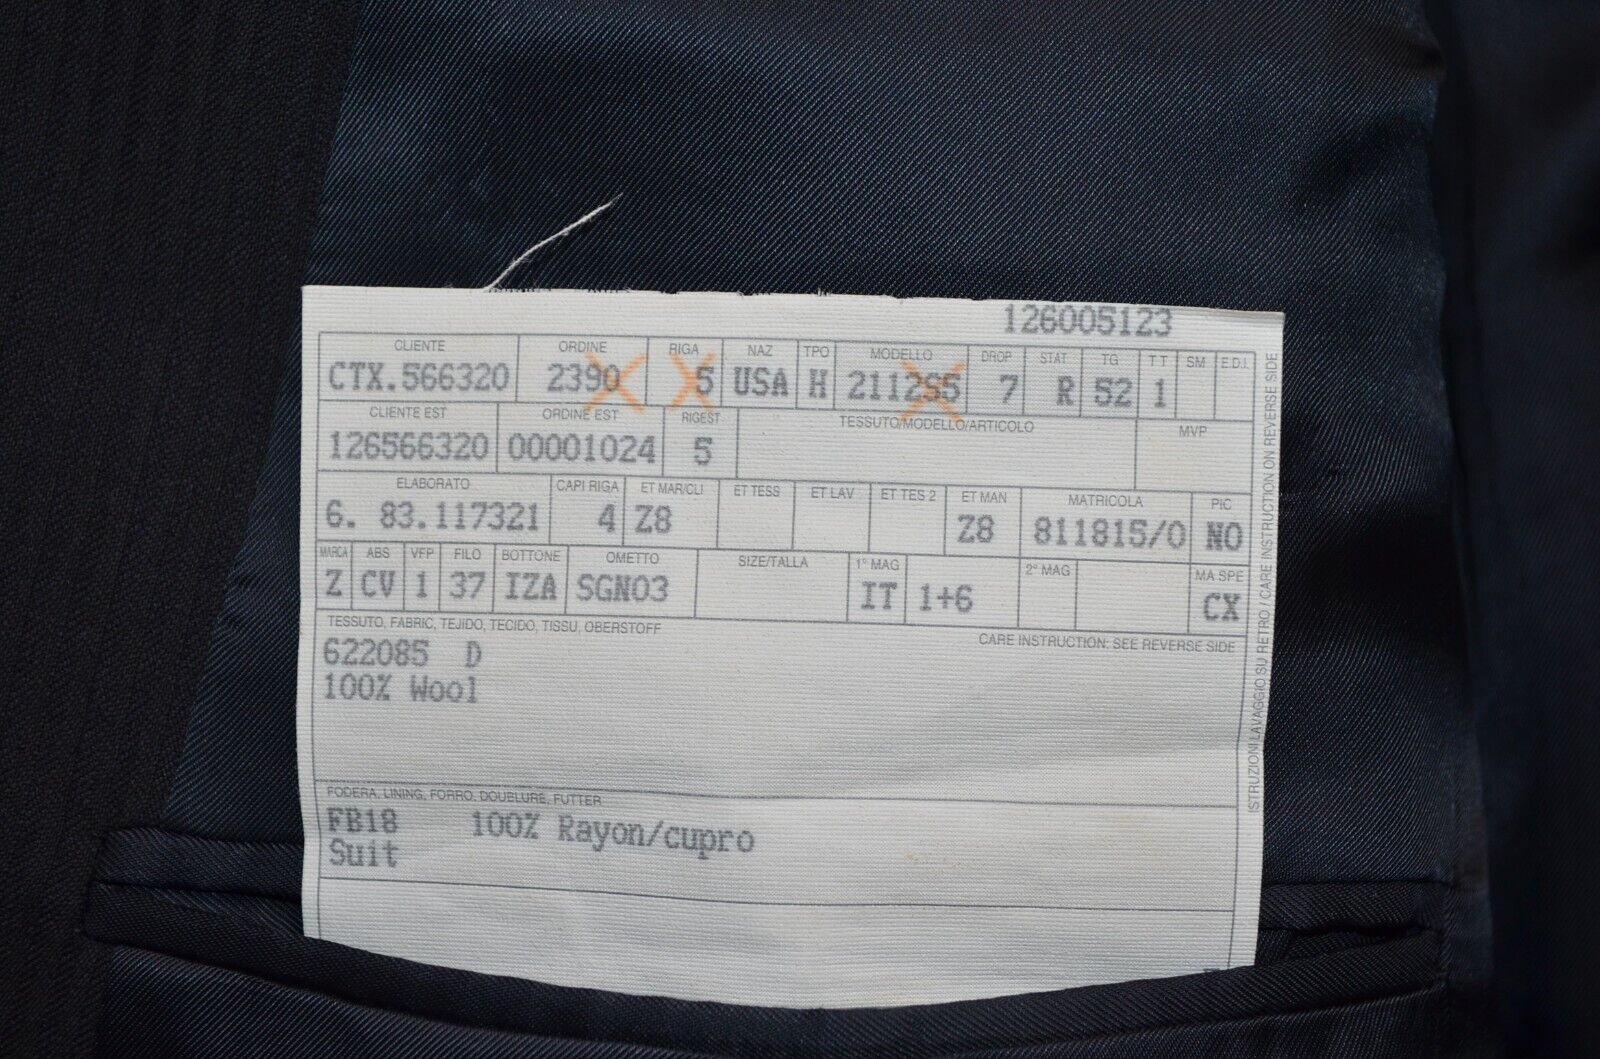 126005123
CLIENTE ORDINE RIGA NAZ TPO MODELLO DROP STAT TG T T SM E.D.I.
CTX.566320 2390 5 USA H 211265 7 R 52 1
CLIENTE EST ORDINE EST RIGEST TESSUTO/MODELLO/ARTICOLO MVP
126566320 00001024 5
ELABORATO CAPI RIGA ET MAR/CLI ET TESS ET LAV ET TES 2 ET MAN MATRICOLA PIC
6. 83.117321 4 Z8 Z8 811815/0 NO
MARCA ABS VFP FILO BOTTONE OMETTO SIZE/TALLA 1° MAG 2° MAG MA SPE
Z CV 1 37 IZA SGN03 IT 1+6 CX
TESSUTO, FABRIC, TEJIDO, TECIDO, TISSU, OBERSTOFF CARE INSTRUCTION: SEE REVERSE SIDE
622085 D
100% Wool
FODERA, LINING, FORRO, DOUBLURE, FUTTER
FB18 100% Rayon/cupro
Suit
ISTRUZIONI LAVAGGIO SU RETRO / CARE INSTRUCTION ON REVERSE SIDE